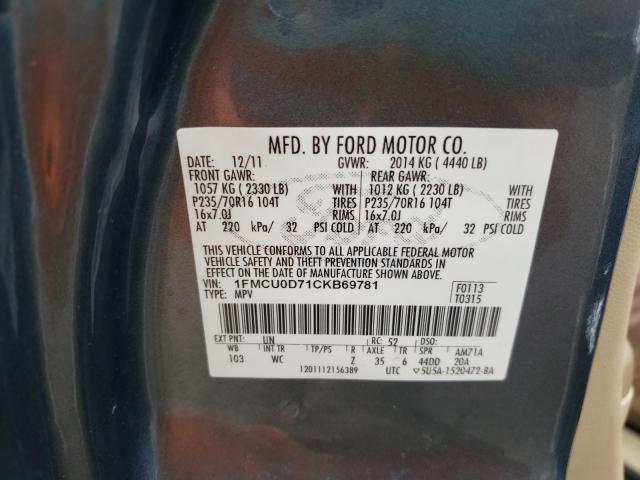 MFD. BY FORD MOTOR CO.
DATE: 12/11 GVWR: 2014 KG ( 4440 LB)
FRONT GAWR: REAR GAWR:
1057 KG ( 2330 LB) WITH 1012 KG ( 2230 LB)
P235/70R16 104T TIRES P235/70R16 104T TIRES
16x7.0J RIMS 16x7.0J RIMS
AT 220 kPa/ 32 PSI COLD AT 220 kPa/ 32 PSI COLD
THIS VEHICLE CONFORMS TO ALL APPLICABLE FEDERAL MOTOR
VEHICLE SAFETY AND THEFT PREVENTION STANDARDS IN EFFECT
ON THE DATE OF MANUFACTURE SHOWN ABOVE.
VIN: 1FMCU0D71CKB69781 F0113
TYPE: MPV T0315
EXT PNT: UN RC: 52 DSO:
WB INT TR TP/PS R AXLE TR SPR AM71A
103 WC Z 35 6 44DD 20A
1201112156389 UTC 5U5A-1520472-BA